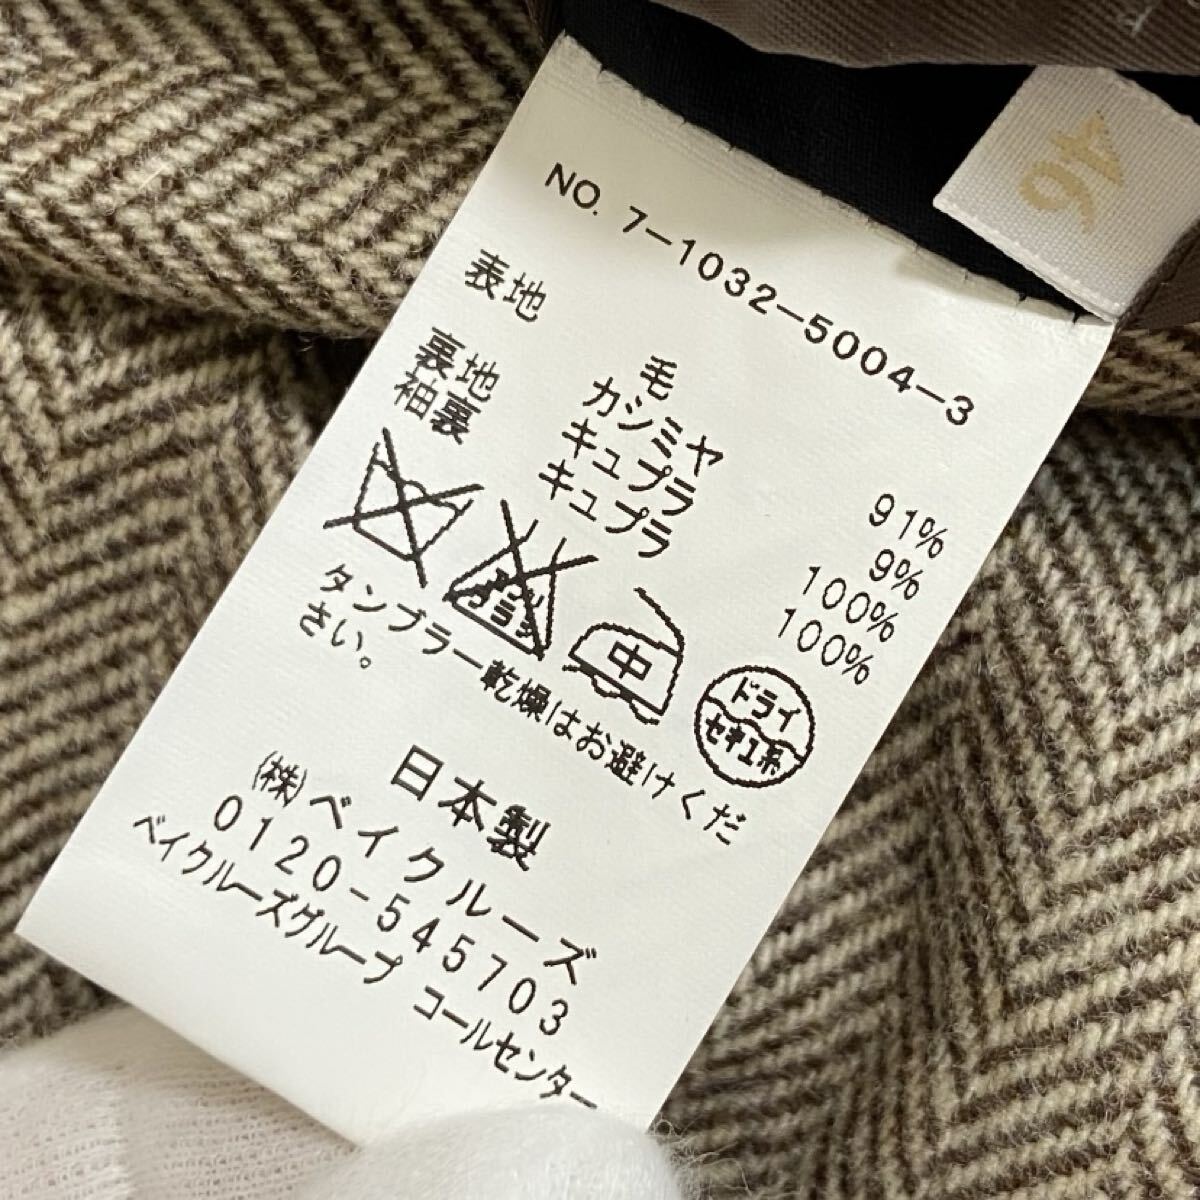 46
NO. 7-1032-5004-3
表地 毛 91%
カシミヤ 9%
裏地 キュプラ 100%
袖裏 キュプラ 100%
中
ドライ
セキユ系
タンブラー乾燥はお避けくだ
さい。
日本製
(株)ベイクルーズ
0120-545703
ベイクルーズグループ コールセンター